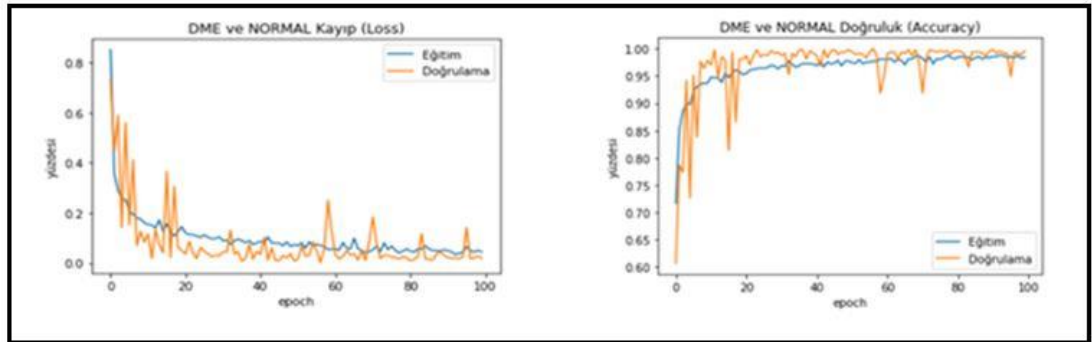 DME ve NORMAL Kayıp (Loss)
Eğitim
Doğrulama
0.8
0.6
0.4
0.2
0.0
yüzdesi
0
20
40
60
80
100
epoch
DME ve NORMAL Doğruluk (Accuracy)
1.00
0.95
0.90
0.85
0.80
0.75
0.70
0.65
0.60
yüzdesi
Eğitim
Doğrulama
0
20
40
60
80
100
epoch